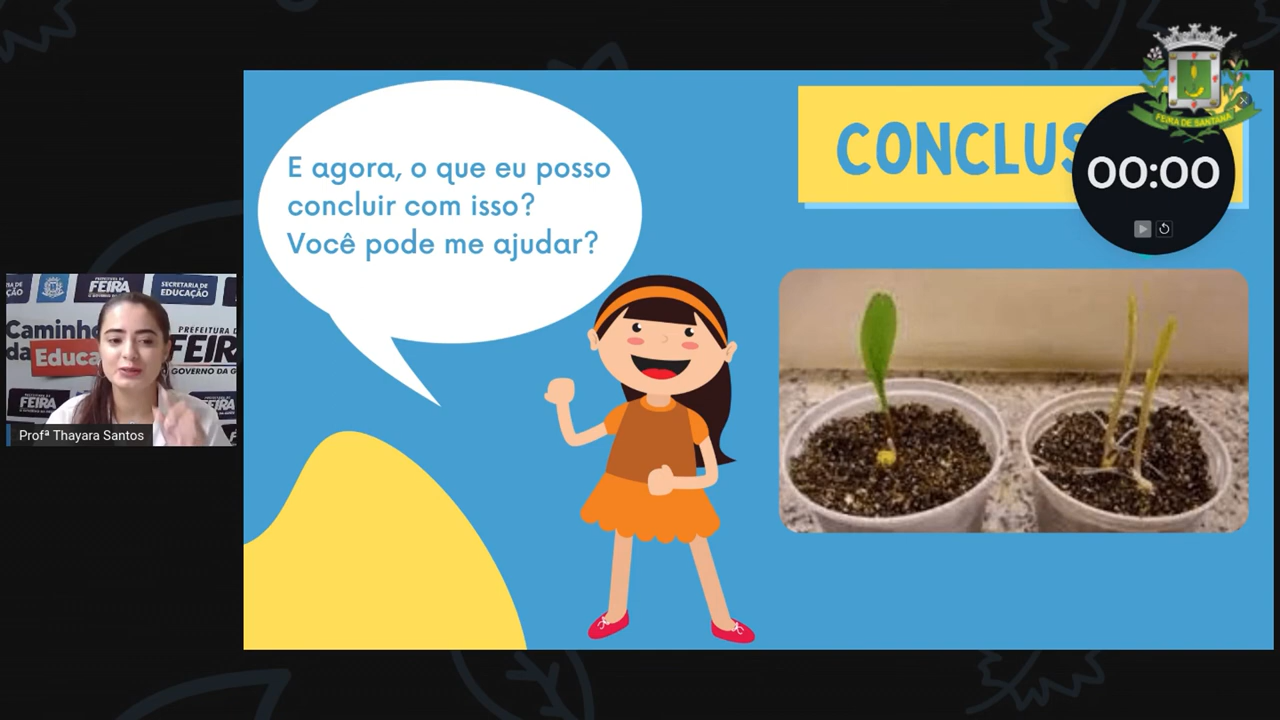 E agora, o que eu posso
concluir com isso?
Você pode me ajudar?
CONCLUS
00:00
FEIRA DE SANTANA
FEIRA
SECRETARIA DE
EDUCAÇÃO
Caminho
da Educa
PREFEITURA D
FEIRA
GOVERNO DA G
FEIRA
Profª Thayara Santos